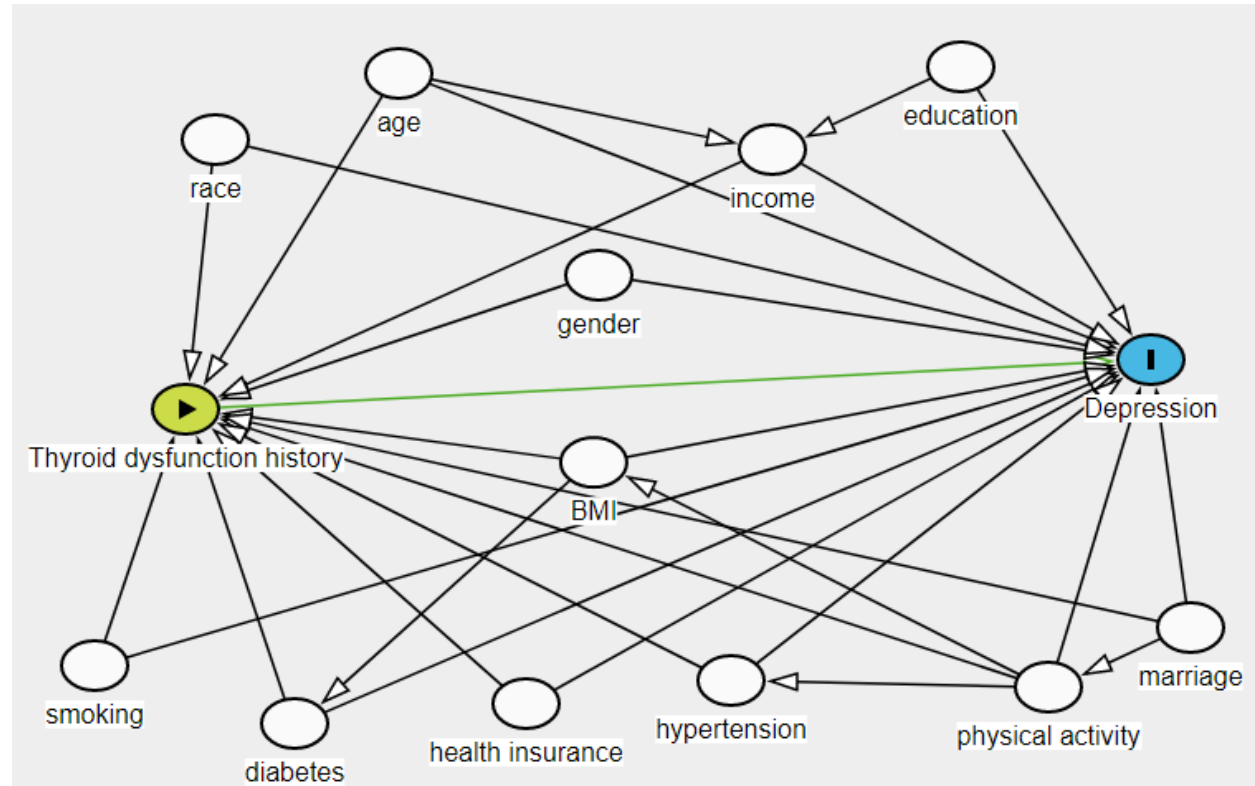 education
age
race
income
gender
Depression
Thyroid dysfunction history
BMI
marriage
smoking
hypertension
physical activity
health insurance
diabetes